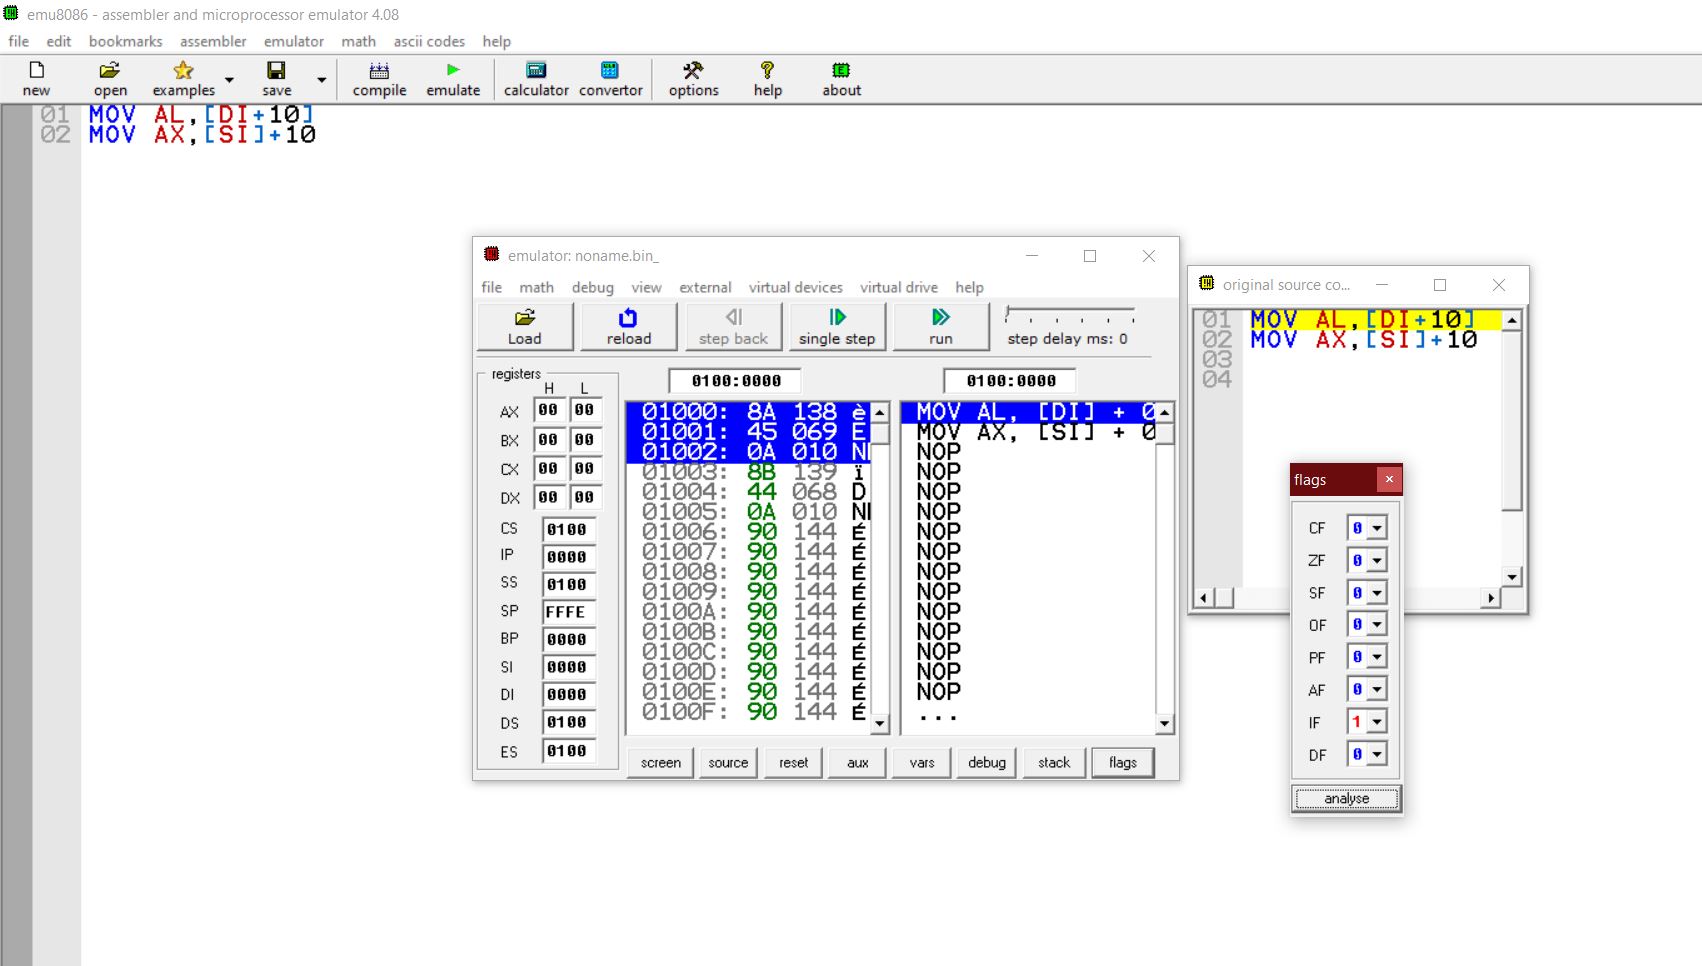 emu8086 - assembler and microprocessor emulator 4.08
file edit bookmarks assembler emulator math ascii codes help
new open examples save compile emulate calculator convertor options help about
01 MOV AL,[DI+10]
02 MOV AX,[SI]+10
emulator: noname.bin_
file math debug view external virtual devices virtual drive help
Load reload step back single step run step delay ms: 0
registers
H L
AX 00 00
BX 00 00
CX 00 00
DX 00 00
CS 0100
IP 0000
SS 0100
SP FFFE
BP 0000
SI 0000
DI 0000
DS 0100
ES 0100
0100:0000
01000: 8A 138 è
01001: 45 069 E
01002: 0A 010 N
01003: 8B 139 ï
01004: 44 068 D
01005: 0A 010 N
01006: 90 144 É
01007: 90 144 É
01008: 90 144 É
01009: 90 144 É
0100A: 90 144 É
0100B: 90 144 É
0100C: 90 144 É
0100D: 90 144 É
0100E: 90 144 É
0100F: 90 144 É
0100:0000
MOV AL, [DI] + 0
MOV AX, [SI] + 0
NOP
NOP
NOP
NOP
NOP
NOP
NOP
NOP
NOP
NOP
NOP
NOP
NOP
...
screen source reset aux vars debug stack flags
original source co...
01 MOV AL,[DI+10]
02 MOV AX,[SI]+10
03
04
flags
CF 0
ZF 0
SF 0
OF 0
PF 0
AF 0
IF 1
DF 0
analyse